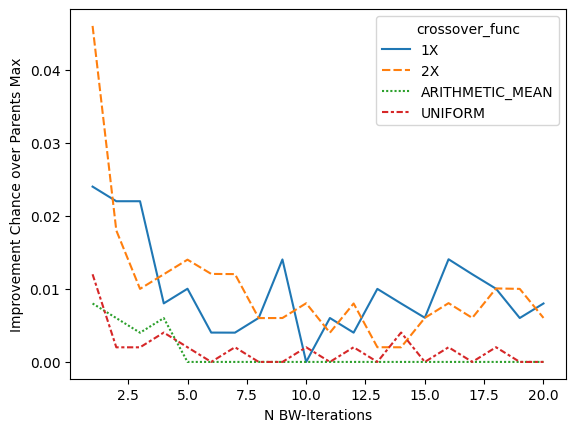 crossover_func
1X
2X
ARITHMETIC_MEAN
UNIFORM
Improvement Chance over Parents Max
0.04
0.03
0.02
0.01
0.00
2.5 5.0 7.5 10.0 12.5 15.0 17.5 20.0
N BW-Iterations